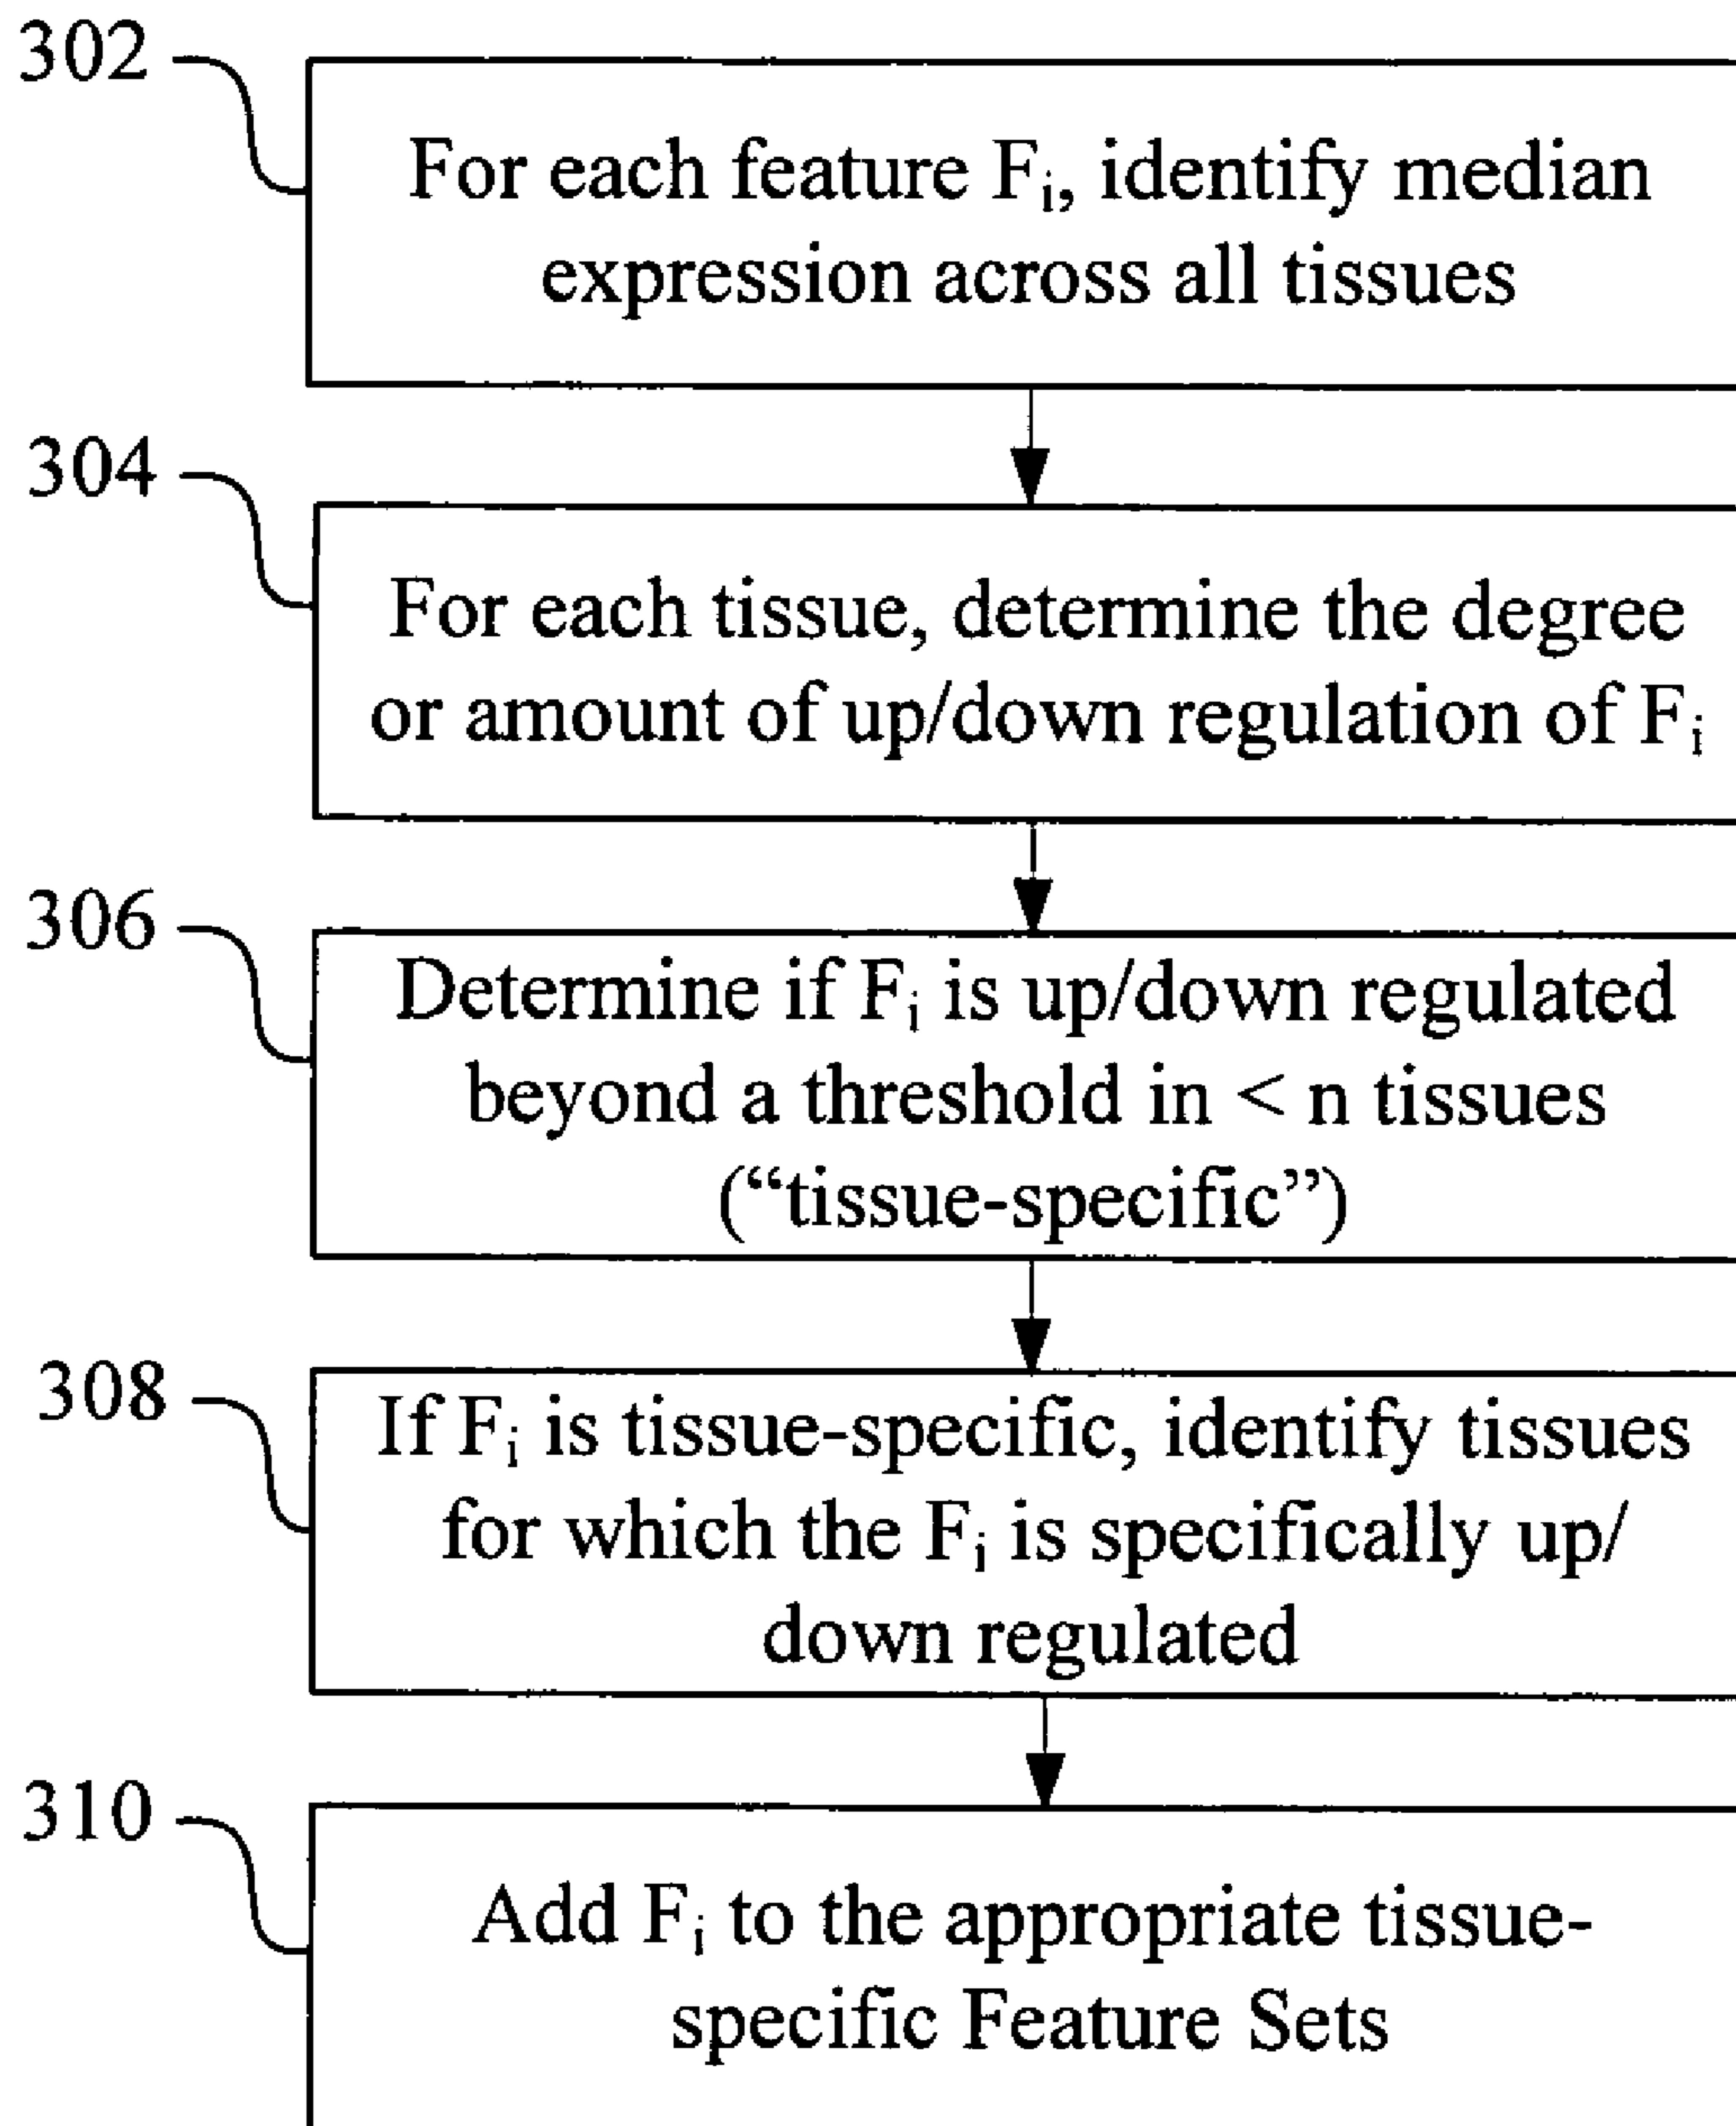 302
For each feature Fi, identify median
expression across all tissues
304
For each tissue, determine the degree
or amount of up/down regulation of Fi
306
Determine if Fi is up/down regulated
beyond a threshold in < n tissues
(“tissue-specific”)
308
If Fi is tissue-specific, identify tissues
for which the Fi is specifically up/
down regulated
310
Add Fi to the appropriate tissue-
specific Feature Sets